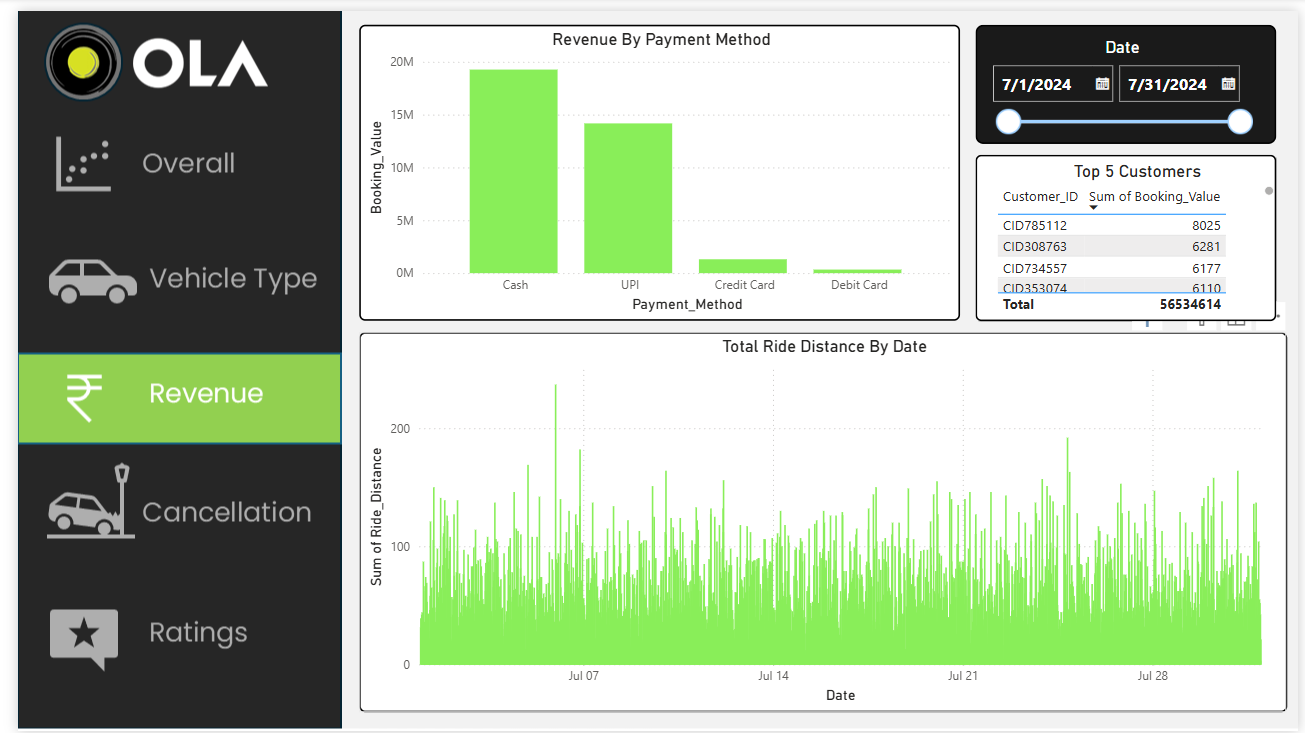 OLA
Overall
Vehicle Type
Revenue
Cancellation
Ratings
Revenue By Payment Method
20M
15M
10M
5M
0M
Booking_Value
Cash UPI Credit Card Debit Card
Payment_Method
Date
7/1/2024 7/31/2024
Top 5 Customers
Customer_ID Sum of Booking_Value
CID785112 8025
CID308763 6281
CID734557 6177
CID353074 6110
Total 56534614
Total Ride Distance By Date
200
100
0
Sum of Ride_Distance
Jul 07 Jul 14 Jul 21 Jul 28
Date